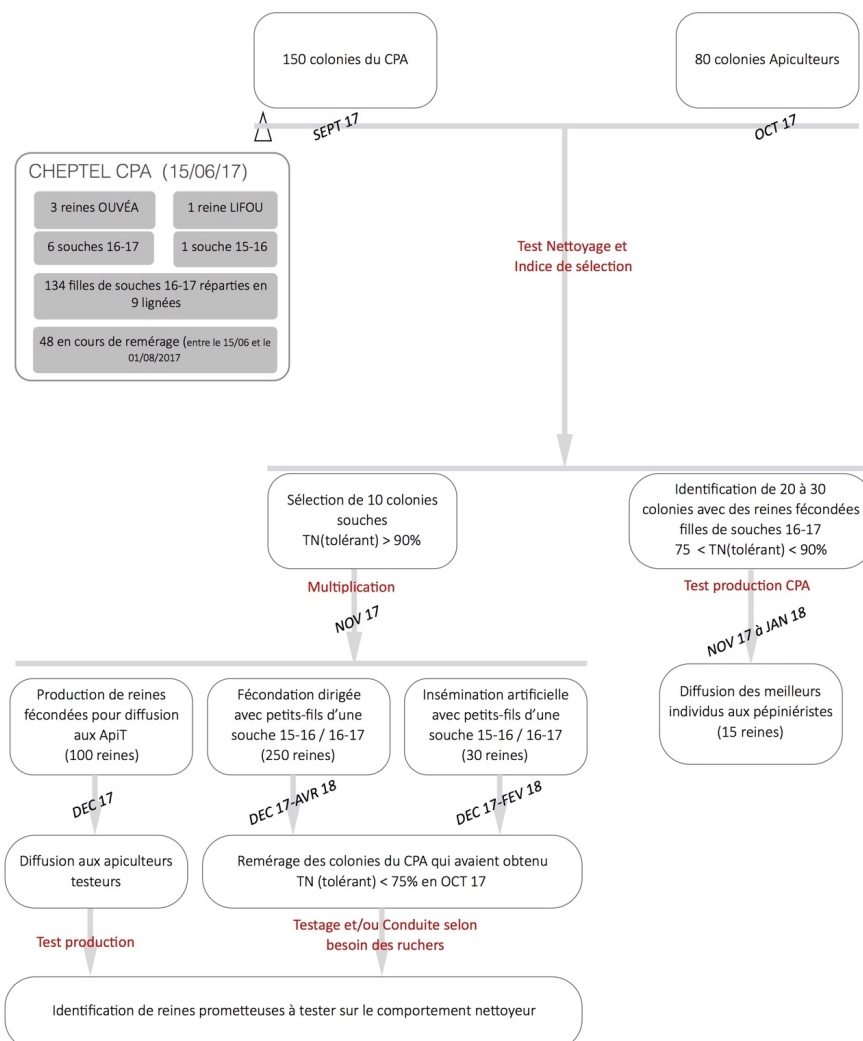 150 colonies du CPA
80 colonies Apiculteurs
SEPT 17
OCT 17
CHEPTEL CPA (15/06/17)
3 reines OUVÉA
1 reine LIFOU
6 souches 16-17
1 souche 15-16
134 filles de souches 16-17 réparties en
9 lignées
48 en cours de remérage (entre le 15/06 et le
01/08/2017
Test Nettoyage et
Indice de sélection
Sélection de 10 colonies
souches
TN(tolérant) > 90%
Identification de 20 à 30
colonies avec des reines fécondées
filles de souches 16-17
75 < TN(tolérant) < 90%
Multiplication
NOV 17
Test production CPA
NOV 17 à JAN 18
Production de reines
fécondées pour diffusion
aux ApiT
(100 reines)
Fécondation dirigée
avec petits-fils d’une
souche 15-16 / 16-17
(250 reines)
Insémination artificielle
avec petits-fils d’une
souche 15-16 / 16-17
(30 reines)
Diffusion des meilleurs
individus aux pépiniéristes
(15 reines)
DEC 17
DEC 17-AVR 18
DEC 17-FEV 18
Diffusion aux apiculteurs
testeurs
Remérage des colonies du CPA qui avaient obtenu
TN (tolérant) < 75% en OCT 17
Test production
Testage et/ou Conduite selon
besoin des ruchers
Identification de reines prometteuses à tester sur le comportement nettoyeur